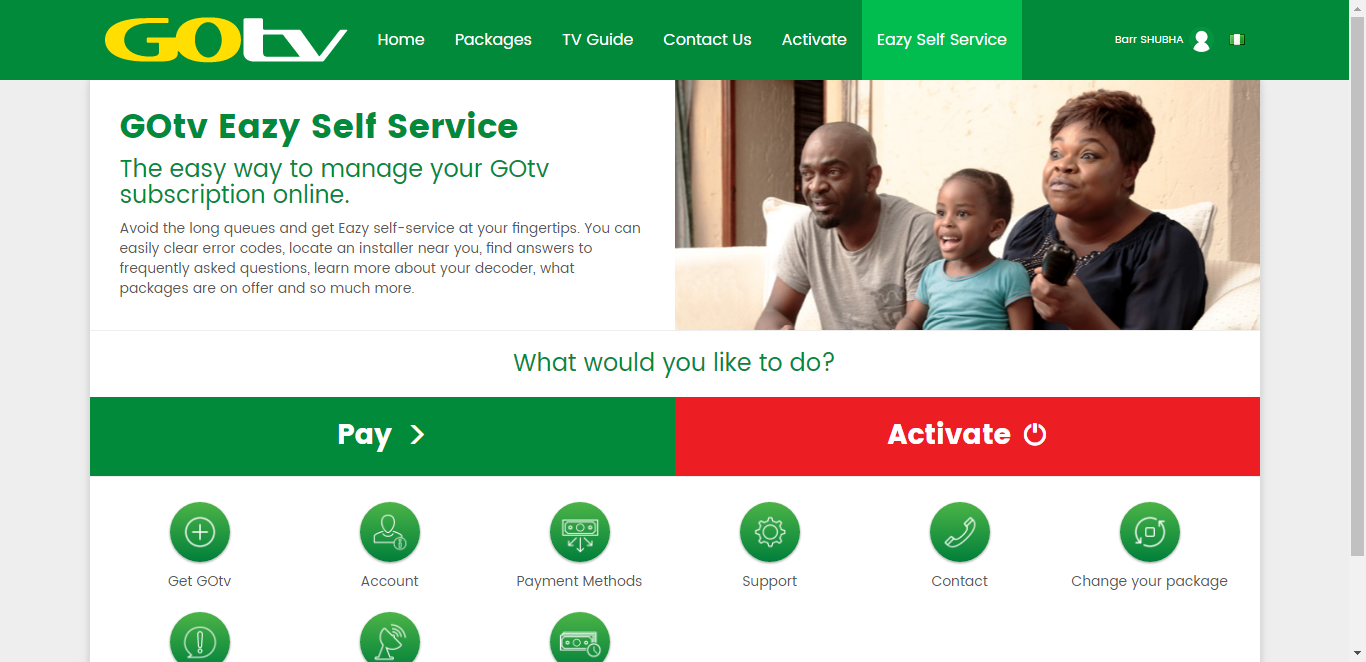 GOtv
Home
Packages
TV Guide
Contact Us
Activate
Eazy Self Service
Barr SHUBHA
GOtv Eazy Self Service
The easy way to manage your GOtv
subscription online.
Avoid the long queues and get Eazy self-service at your fingertips. You can
easily clear error codes, locate an installer near you, find answers to
frequently asked questions, learn more about your decoder, what
packages are on offer and so much more.
What would you like to do?
Pay >
Activate
Get GOtv
Account
Payment Methods
Support
Contact
Change your package